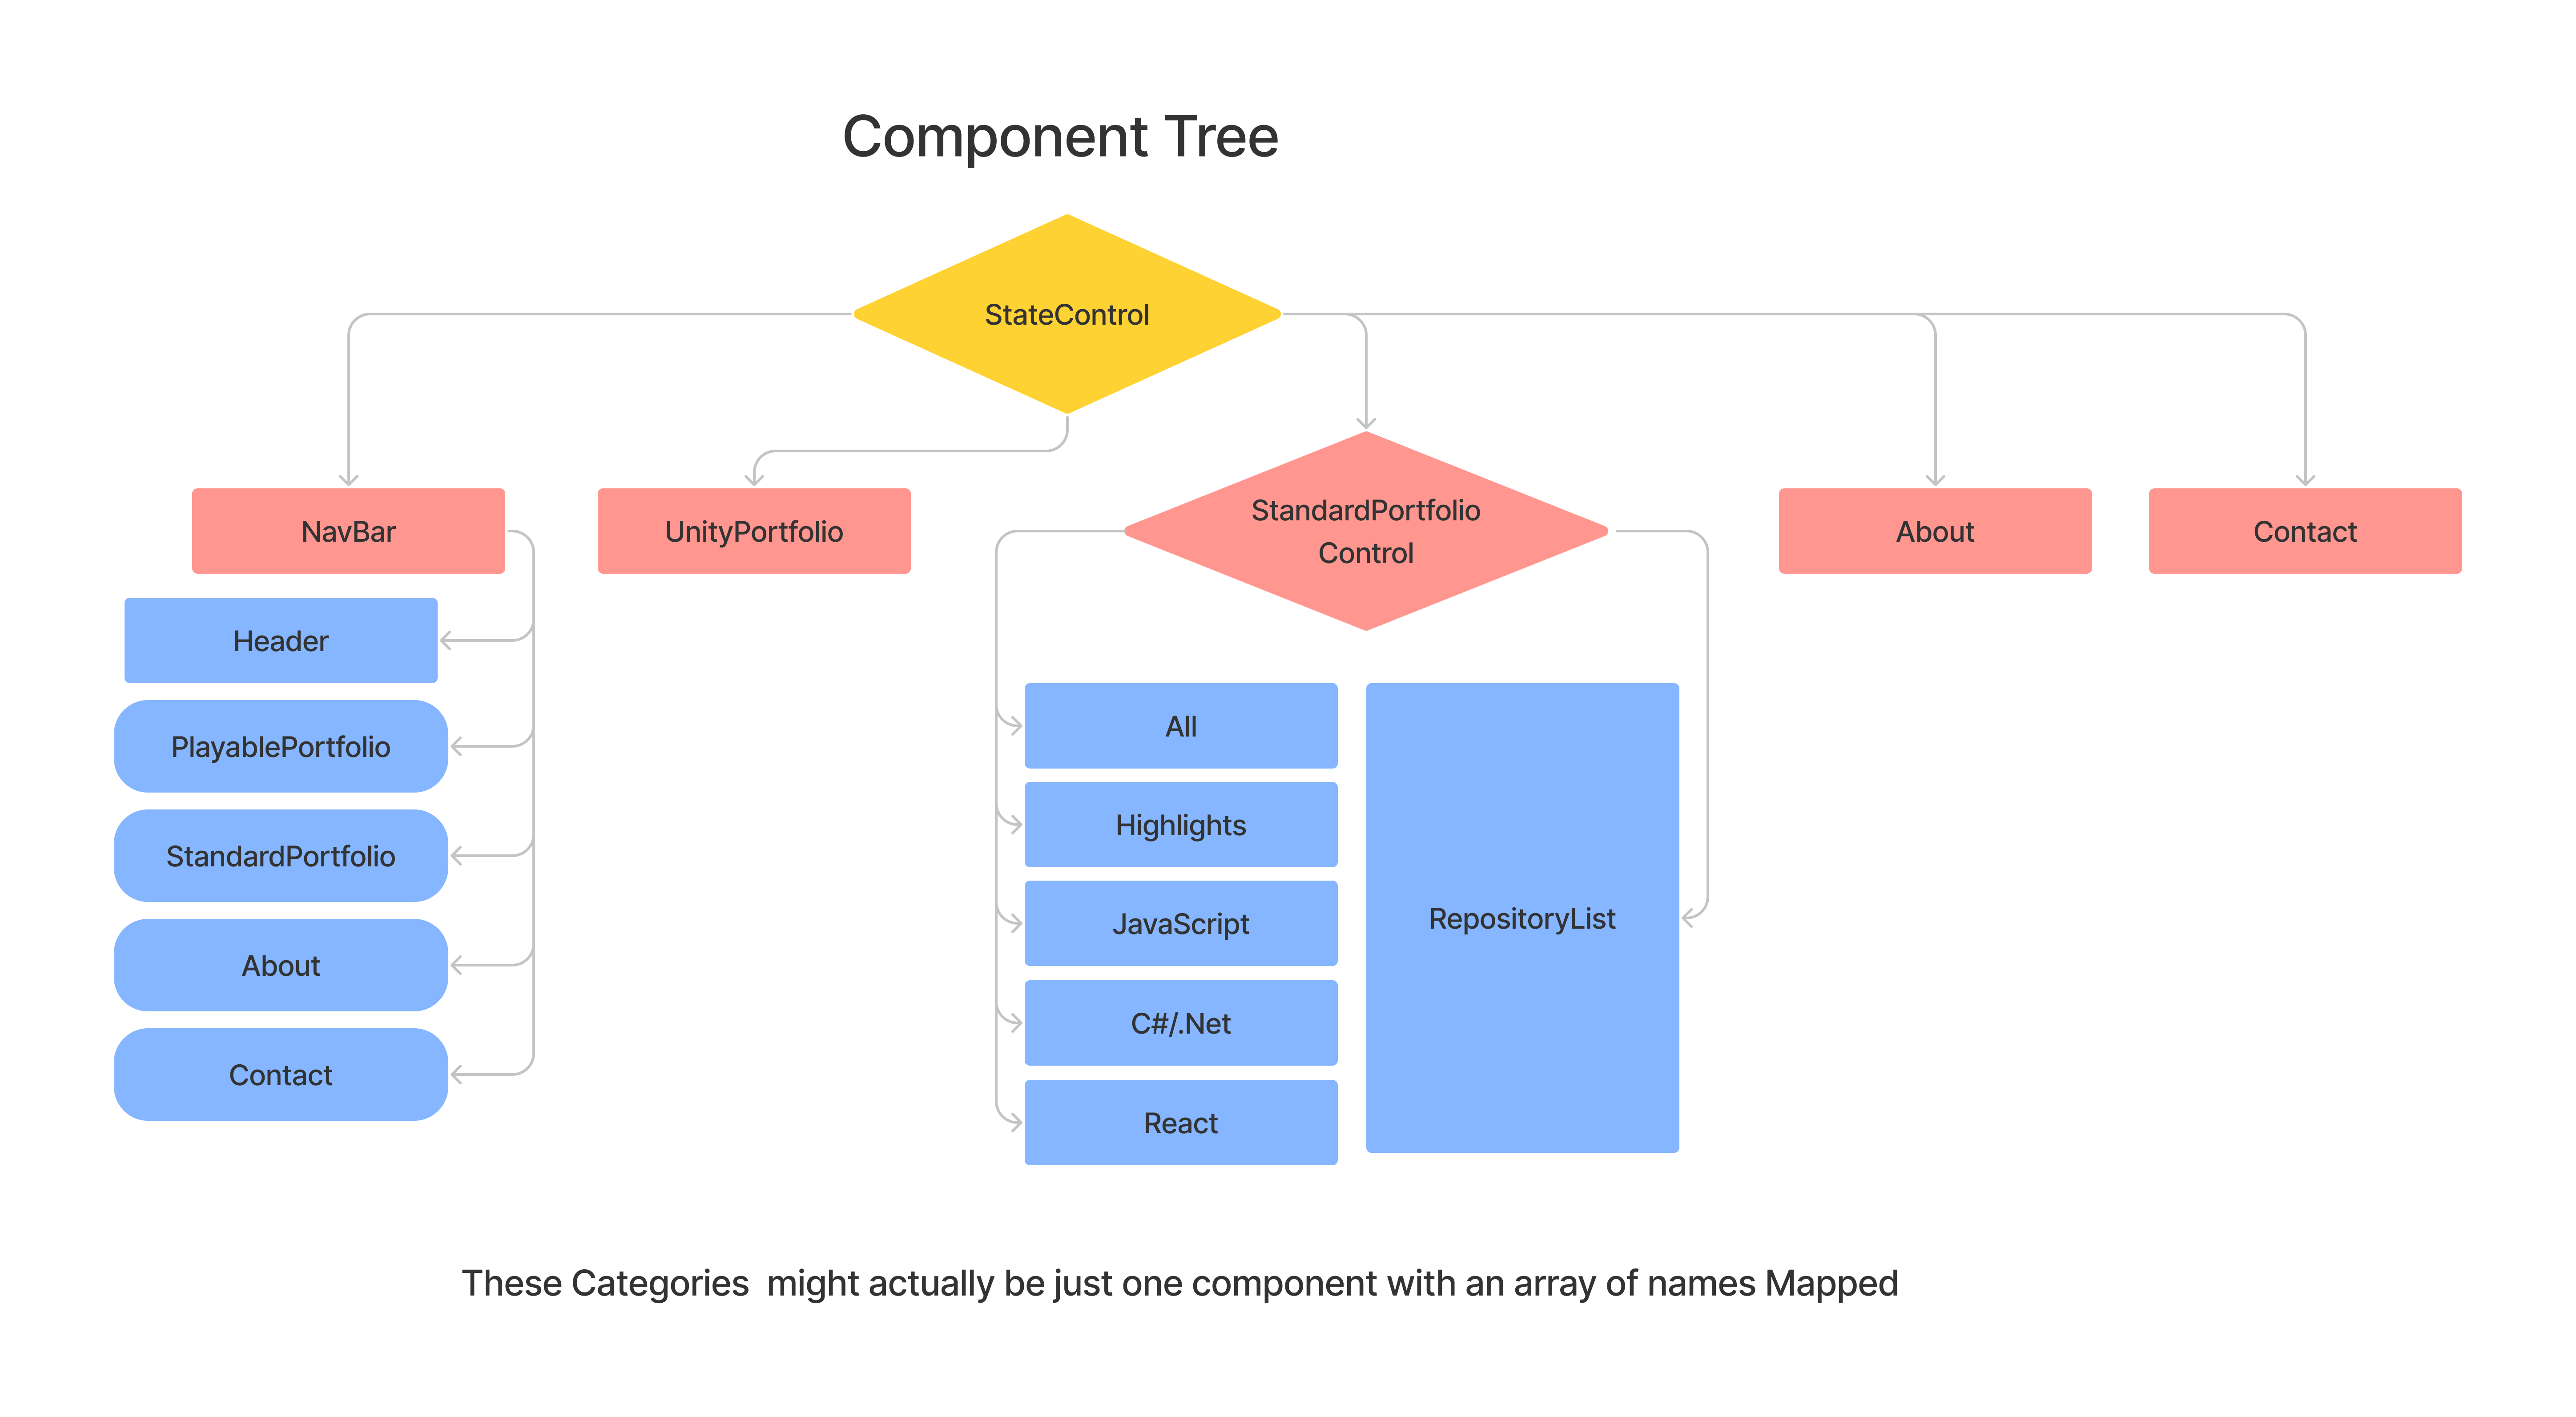 Component Tree
StateControl
NavBar
UnityPortfolio
StandardPortfolio
Control
About
Contact
Header
PlayablePortfolio
StandardPortfolio
About
Contact
All
Highlights
JavaScript
C#/.Net
React
RepositoryList
These Categories  might actually be just one component with an array of names Mapped